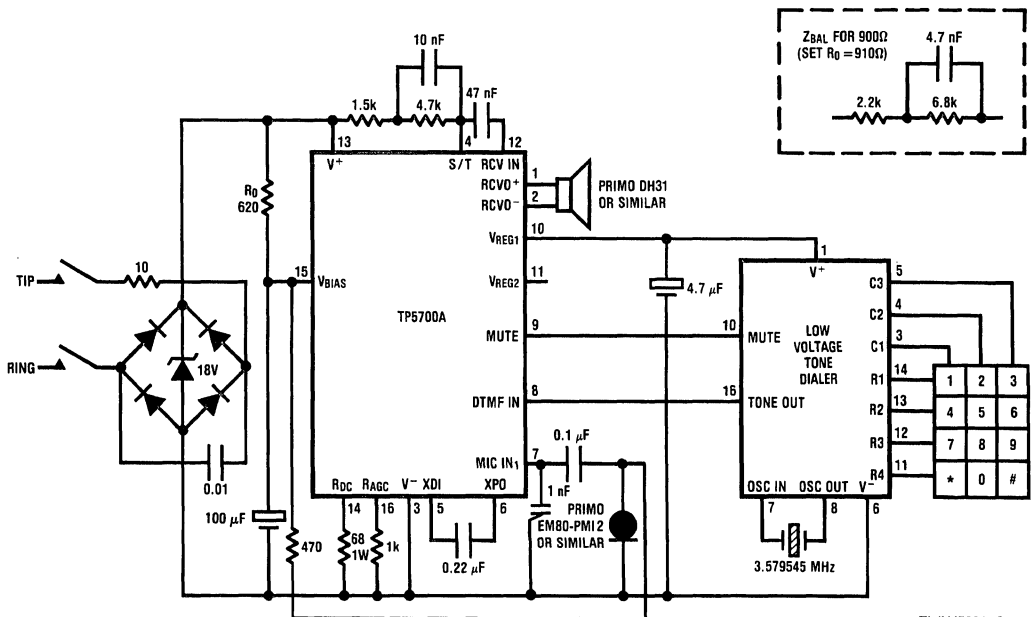 10 nF
1.5k
4.7k
47 nF
13
4
12
V+
S/T
RCV IN
ZBAL FOR 900Ω
(SET R0 = 910Ω)
4.7 nF
2.2k
6.8k
R0
620
RCVO+
1
RCVO−
2
PRIMO DH31
OR SIMILAR
VREG1
10
TIP
10
15
VBIAS
VREG2
11
4.7 μF
TP5700A
MUTE
9
RING
18V
DTMF IN
8
0.01
MIC IN1
7
0.1 μF
1 nF
PRIMO
EM80-PMI2
OR SIMILAR
RDC
RAGC
V−
XDI
XPO
14
16
3
5
6
100 μF
470
68
1W
1k
0.22 μF
1
V+
LOW
VOLTAGE
TONE
DIALER
10
MUTE
16
TONE OUT
C3
5
C2
4
C1
3
R1
14
R2
13
R3
12
R4
11
OSC IN
OSC OUT
V−
7
8
6
3.579545 MHz
1 2 3
4 5 6
7 8 9
* 0 #